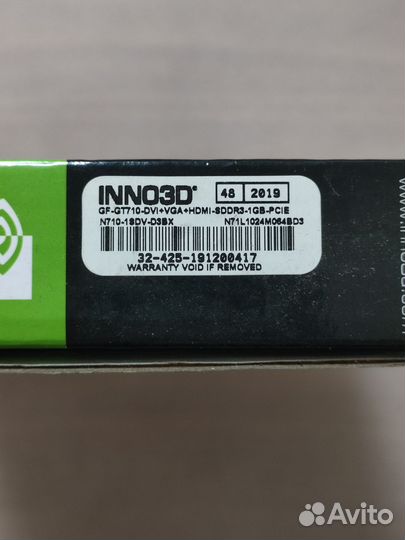 INNO3D® 48 2019
GF-GT710-DVI+VGA+HDMI-SDDR3-1GB-PCIE
N710-1SDV-D3BX N71L1024M064BD3
32-425-191200417
WARRANTY VOID IF REMOVED
Avito